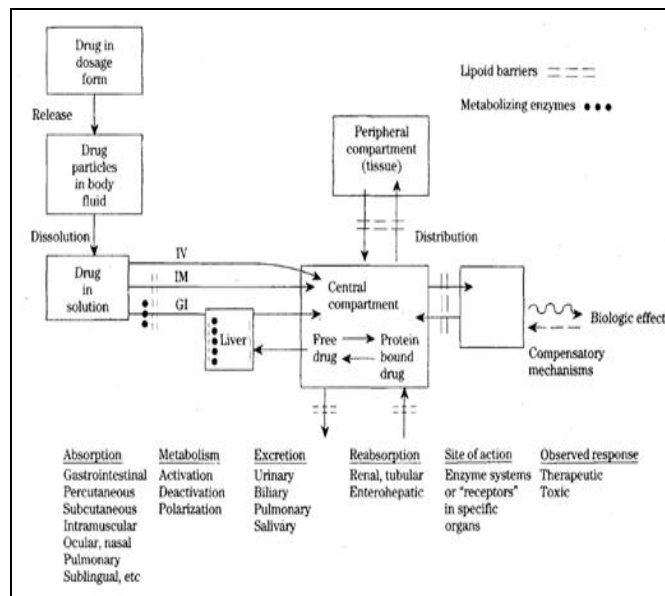 Drug in
dosage
form
Release
Drug
particles
in body
fluid
Dissolution
Drug
in
solution
IV
IM
GI
Liver
Lipoid barriers
Metabolizing enzymes
Peripheral
compartment
(tissue)
Distribution
Central
compartment
Free
drug
Protein
bound
drug
Biologic effect
Compensatory
mechanisms
Absorption
Gastrointestinal
Percutaneous
Subcutaneous
Intramuscular
Ocular, nasal
Pulmonary
Sublingual, etc
Metabolism
Activation
Deactivation
Polarization
Excretion
Urinary
Biliary
Pulmonary
Salivary
Reabsorption
Renal, tubular
Enterohepatic
Site of action
Enzyme systems
or "receptors"
in specific
organs
Observed response
Therapeutic
Toxic